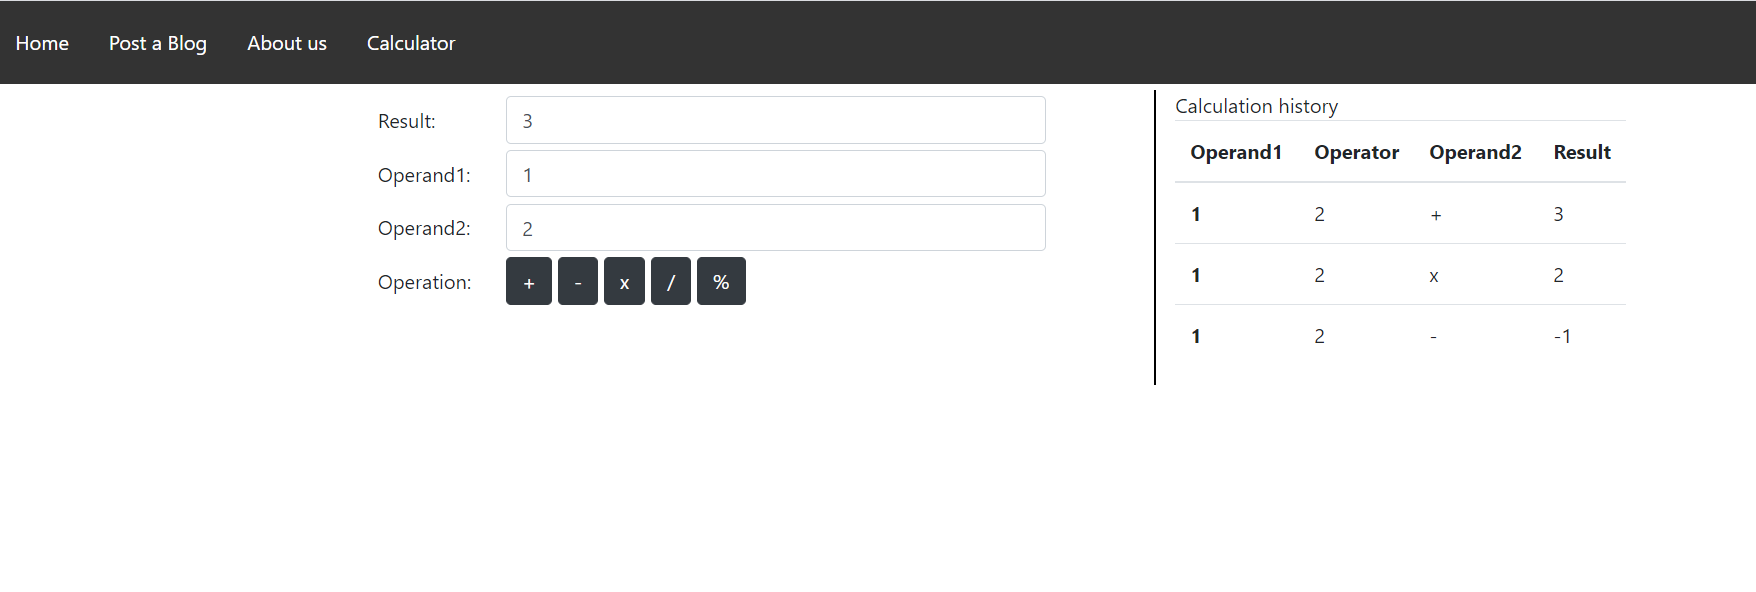 Home Post a Blog About us Calculator
Result: 3
Operand1: 1
Operand2: 2
Operation: + - x / %
Calculation history
Operand1 Operator Operand2 Result
1 2 + 3
1 2 x 2
1 2 - -1